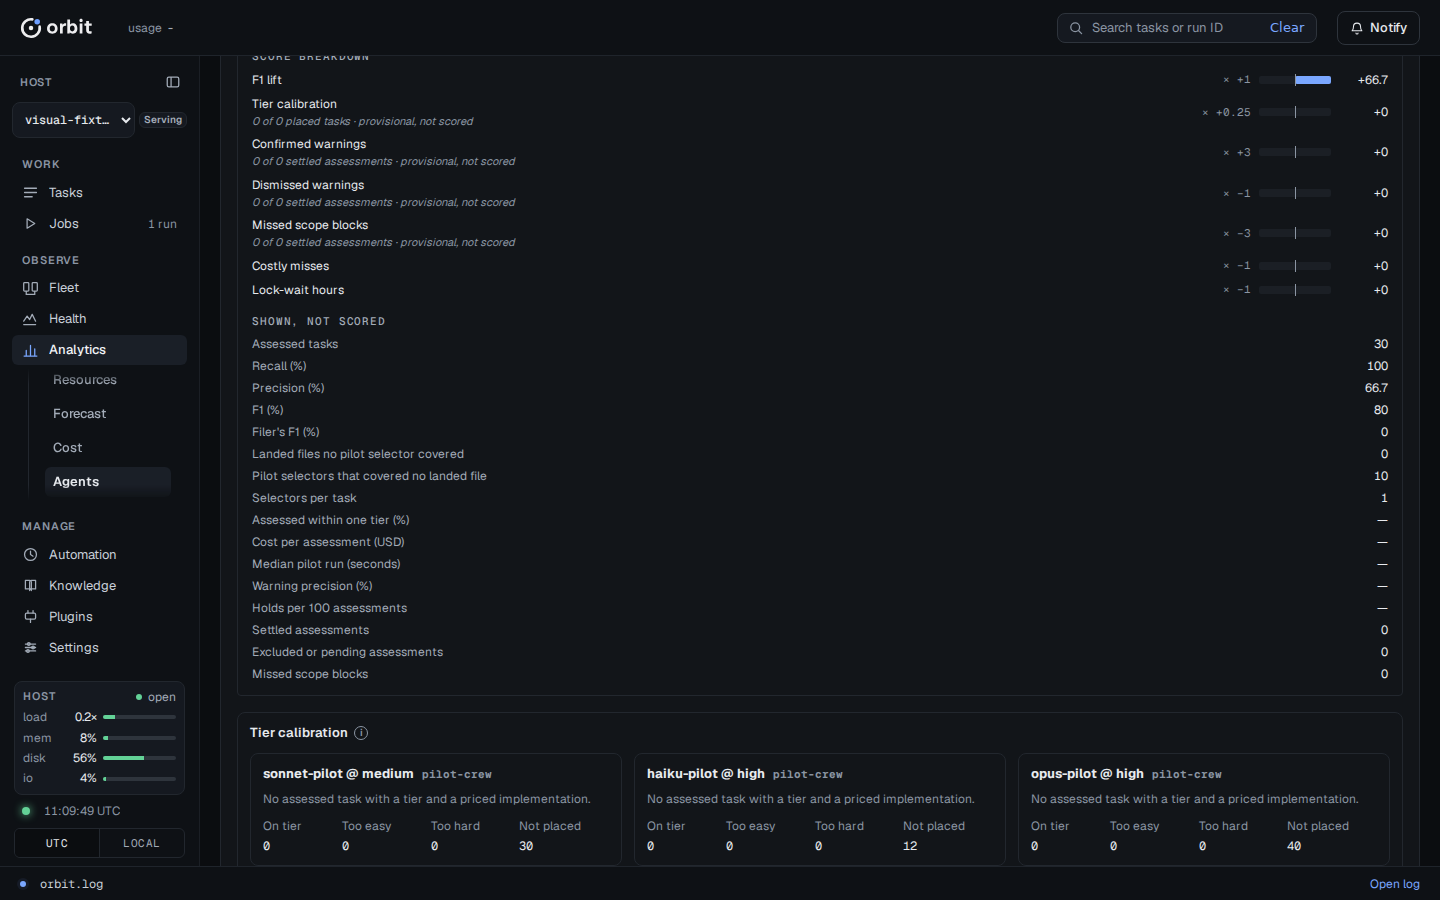 orbit
usage -
Search tasks or run ID
Clear
Notify
HOST
visual-fixt…
Serving
WORK
Tasks
Jobs 1 run
OBSERVE
Fleet
Health
Analytics
Resources
Forecast
Cost
Agents
MANAGE
Automation
Knowledge
Plugins
Settings
HOST open
load 0.2×
mem 8%
disk 56%
io 4%
11:09:49 UTC
UTC LOCAL
SCORE BREAKDOWN
F1 lift × +1 +66.7
Tier calibration × +0.25 +0
0 of 0 placed tasks · provisional, not scored
Confirmed warnings × +3 +0
0 of 0 settled assessments · provisional, not scored
Dismissed warnings × −1 +0
0 of 0 settled assessments · provisional, not scored
Missed scope blocks × −3 +0
0 of 0 settled assessments · provisional, not scored
Costly misses × −1 +0
Lock-wait hours × −1 +0
SHOWN, NOT SCORED
Assessed tasks 30
Recall (%) 100
Precision (%) 66.7
F1 (%) 80
Filer's F1 (%) 0
Landed files no pilot selector covered 0
Pilot selectors that covered no landed file 10
Selectors per task 1
Assessed within one tier (%) —
Cost per assessment (USD) —
Median pilot run (seconds) —
Warning precision (%) —
Holds per 100 assessments —
Settled assessments 0
Excluded or pending assessments 0
Missed scope blocks 0
Tier calibration i
sonnet-pilot @ medium pilot-crew
No assessed task with a tier and a priced implementation.
On tier Too easy Too hard Not placed
0 0 0 30
haiku-pilot @ high pilot-crew
No assessed task with a tier and a priced implementation.
On tier Too easy Too hard Not placed
0 0 0 12
opus-pilot @ high pilot-crew
No assessed task with a tier and a priced implementation.
On tier Too easy Too hard Not placed
0 0 0 40
orbit.log
Open log